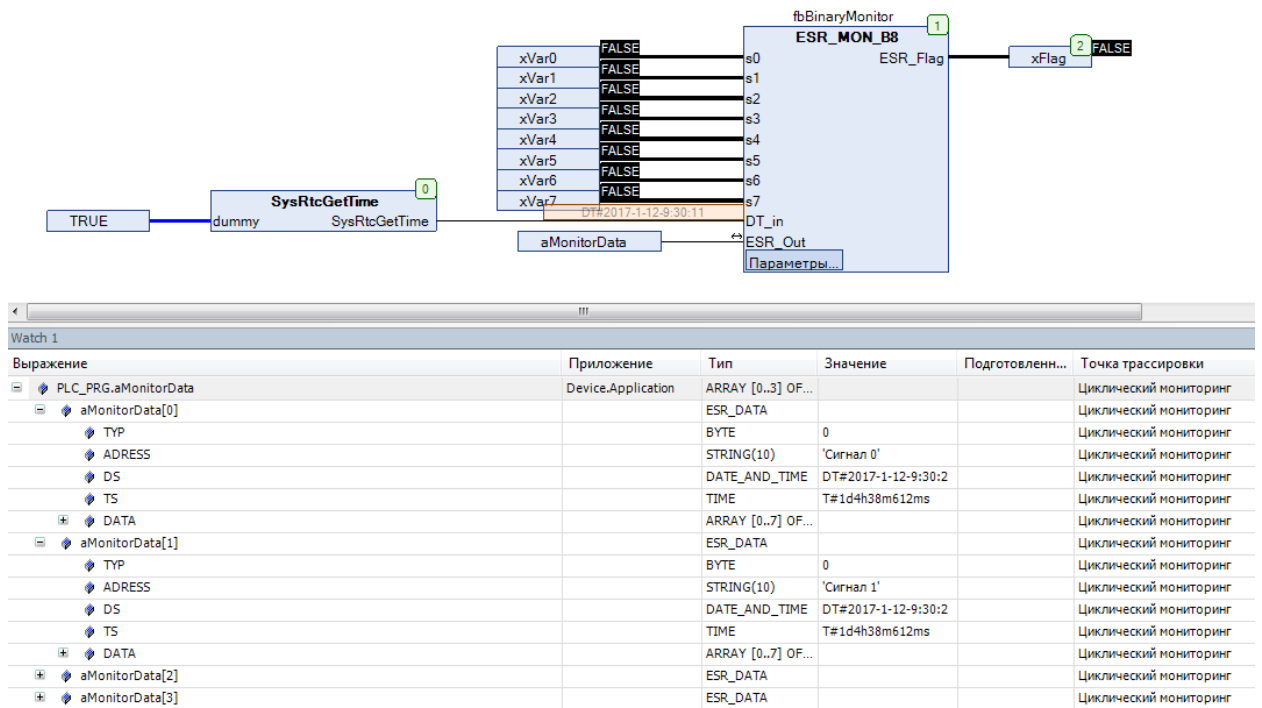 fbBinaryMonitor
1
ESR_MON_B8
xVar0 FALSE s0 ESR_Flag xFlag 2 FALSE
xVar1 FALSE s1
xVar2 FALSE s2
xVar3 FALSE s3
xVar4 FALSE s4
xVar5 FALSE s5
xVar6 FALSE s6
xVar7 FALSE s7
0
SysRtcGetTime
DT#2017-1-12-9:30:11
TRUE dummy SysRtcGetTime DT_in
aMonitorData ESR_Out
Параметры...
Watch 1
Выражение Приложение Тип Значение Подготовленн... Точка трассировки
PLC_PRG.aMonitorData Device.Application ARRAY [0..3] OF... Циклический мониторинг
aMonitorData[0] ESR_DATA Циклический мониторинг
TYP BYTE 0 Циклический мониторинг
ADRESS STRING(10) 'Сигнал 0' Циклический мониторинг
DS DATE_AND_TIME DT#2017-1-12-9:30:2 Циклический мониторинг
TS TIME T#1d4h38m612ms Циклический мониторинг
DATA ARRAY [0..7] OF... Циклический мониторинг
aMonitorData[1] ESR_DATA Циклический мониторинг
TYP BYTE 0 Циклический мониторинг
ADRESS STRING(10) 'Сигнал 1' Циклический мониторинг
DS DATE_AND_TIME DT#2017-1-12-9:30:2 Циклический мониторинг
TS TIME T#1d4h38m612ms Циклический мониторинг
DATA ARRAY [0..7] OF... Циклический мониторинг
aMonitorData[2] ESR_DATA Циклический мониторинг
aMonitorData[3] ESR_DATA Циклический мониторинг